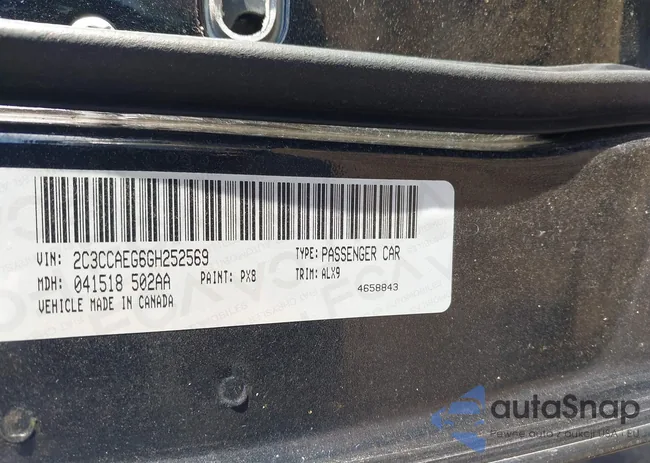 VIN: 2C3CCAEG6GH252569 TYPE: PASSENGER CAR
MDH: 041518 502AA PAINT: PX8 TRIM: ALX9
VEHICLE MADE IN CANADA 4658843
autoSnap